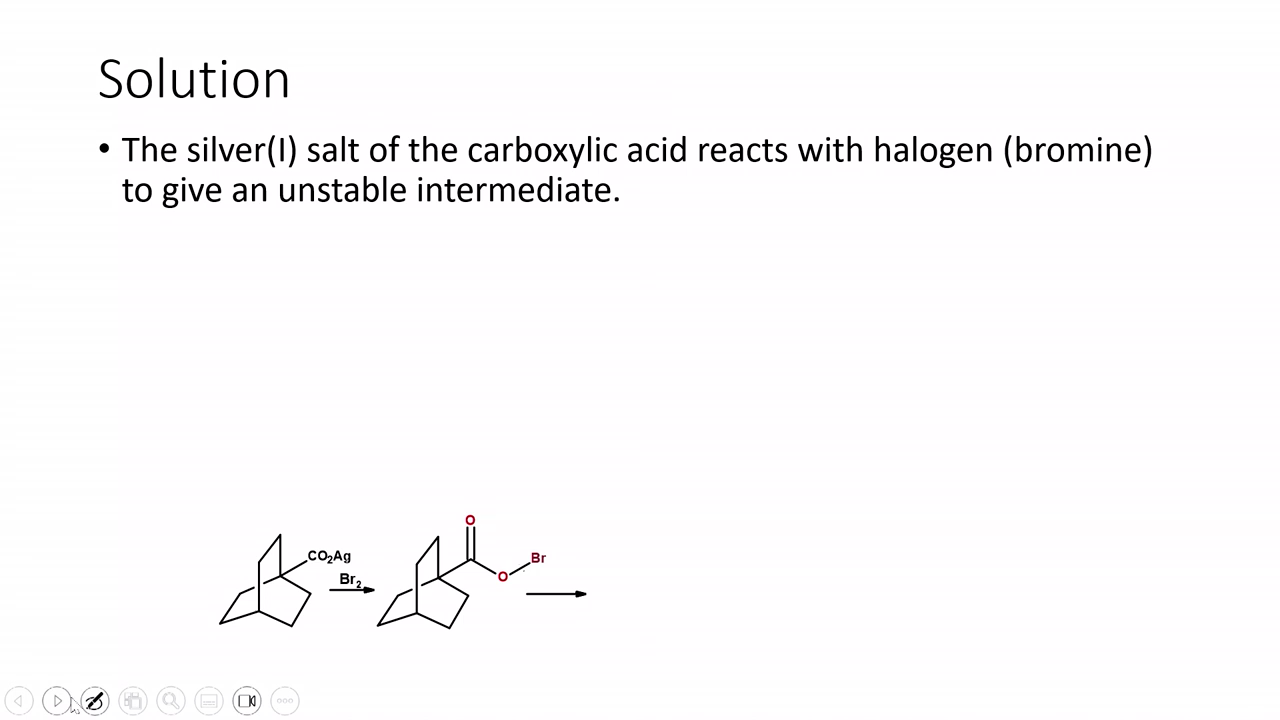 Solution
• The silver(I) salt of the carboxylic acid reacts with halogen (bromine)
to give an unstable intermediate.
O
CO₂Ag
Br
Br₂
O